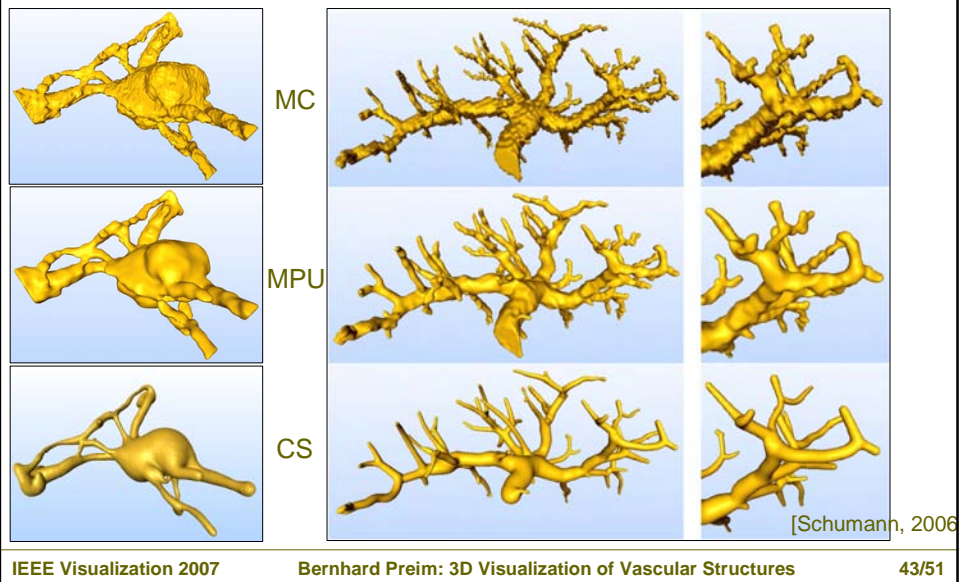 MC
MPU
CS
[Schumann, 2006
IEEE Visualization 2007 Bernhard Preim: 3D Visualization of Vascular Structures 43/51